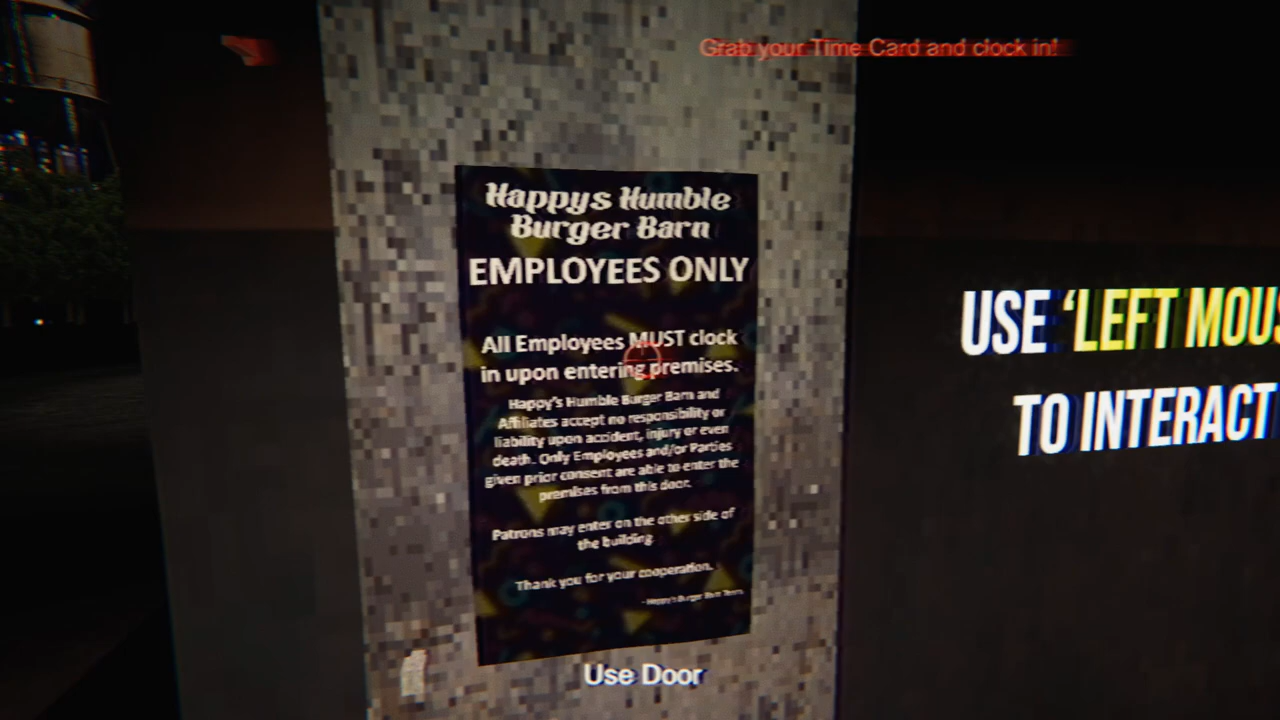 Grab your Time Card and clock in!
Happys Humble
Burger Barn
EMPLOYEES ONLY
All Employees MUST clock
in upon entering premises.
Happy's Humble Burger Barn and
Affiliates accept no responsibility or
liability upon accident, injury or even
death. Only Employees and/or Parties
given prior consent are able to enter the
premises from this door.
Patrons may enter on the other side of
the building.
Thank you for your cooperation.
- Happy's Burger Barn Team
USE ‘LEFT MOUS
TO INTERACT
Use Door